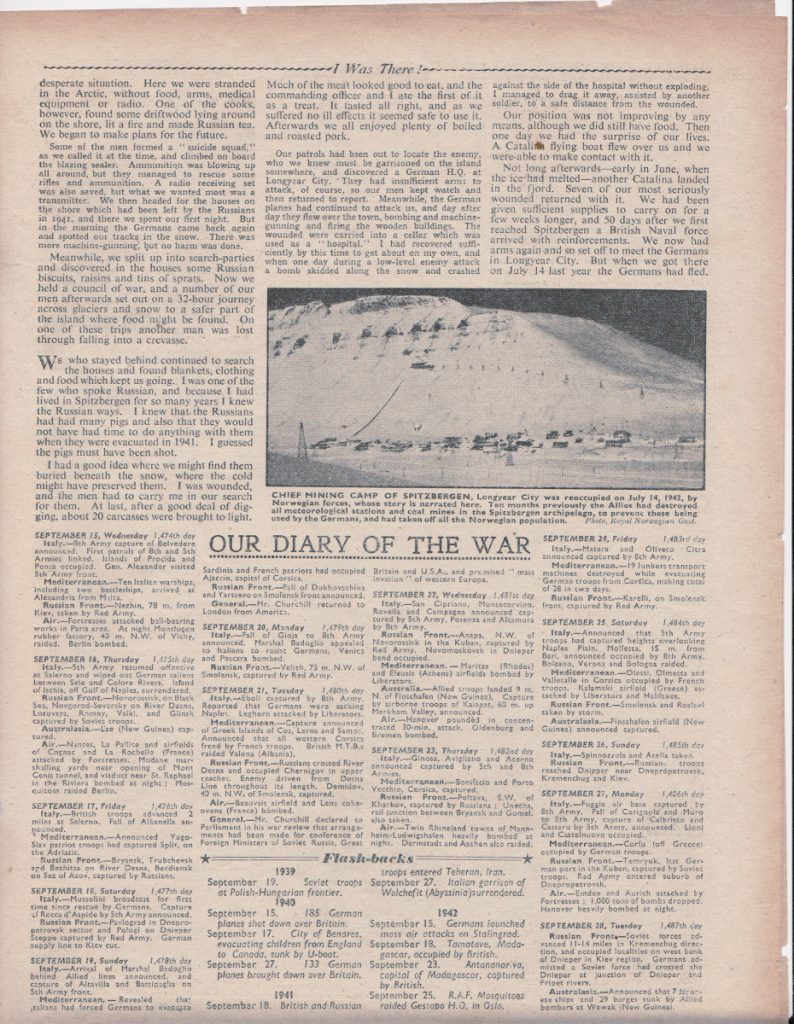 I Was There!
desperate situation. Here we were stranded
in the Arctic, without food, arms, medical
equipment or radio. One of the cooks,
however, found some driftwood lying around
on the shore, lit a fire and made Russian tea.
We began to make plans for the future.
Some of us men formed a "suicide squad,"
as we called it at the time, and climbed on board
the blazing sealer. Ammunition was blowing up
all around, but they managed to rescue some
rifles and ammunition. A radio receiving set
was also saved, but what we wanted most was a
transmitter. We then headed for the houses on
the shore which had been left by the Russians
in 1941, and there we spent our first night. But
in the morning the Germans came back again
and spotted our tracks in the snow. There was
more machine-gunning, but no harm was done.
Meanwhile, we split up into search-parties
and discovered in the houses some Russian
biscuits, raisins and tins of sprats. Now we
held a council of war, and a number of our
men afterwards set out on a 32-hour journey
across glaciers and snow to a safer part of
the island where food might be found. On
one of these trips another man was lost
through falling into a crevasse.
WE who stayed behind continued to search
the houses and found blankets, clothing
and food which kept us going. I was one of the
few who spoke Russian, and because I had
lived in Spitzbergen for so many years I knew
the Russian ways. I knew that the Russians
had had many pigs and also that they would
not have had time to do anything with them
when they were evacuated in 1941. I guessed
the pigs must have been shot.
I had a good idea where we might find them
buried beneath the snow, where the cold
might have preserved them. I was wounded,
and the men had to carry me in our search
for them. At last, after a good deal of dig-
ging, about 20 carcasses were brought to light.
Much of the meat looked good to eat, and the
commanding officer and I ate the first of it
as a treat. It tasted all right, and as we
suffered no ill effects it seemed safe to use it.
Afterwards we all enjoyed plenty of boiled
and roasted pork.
Our patrols had been out to locate the enemy,
who we knew must be garrisoned on the island
somewhere, and discovered a German H.Q. at
Longyear City. They had insufficient arms to
attack, of course, so our men kept watch and
then returned to report. Meanwhile, the German
planes had continued to attack us, and day after
day they flew over the town, bombing and machine-
gunning and firing the wooden buildings. The
wounded were carried into a cellar which was
used as a "hospital." I had recovered suffi-
ciently by this time to get about on my own, and
when one day during a low-level enemy attack
a bomb skidded along the snow and crashed
against the side of the hospital without exploding,
I managed to drag it away, assisted by another
soldier, to a safe distance from the wounded.
Our position was not improving by any
means, although we did still have food. Then
one day we had the surprise of our lives.
A Catalina flying boat flew over us and we
were able to make contact with it.
Not long afterwards—early in June, when
the ice had melted—another Catalina landed
in the fjord. Seven of our most seriously
wounded returned with it. We had been
given sufficient supplies to carry on for a
few weeks longer, and 50 days after we first
reached Spitzbergen a British Naval force
arrived with reinforcements. We now had
arms again and so set off to meet the Germans
in Longyear City. But when we got there
on July 14 last year the Germans had fled.
CHIEF MINING CAMP OF SPITZBERGEN, Longyear City was reoccupied on July 14, 1942, by
Norwegian forces, whose story is narrated here. Ten months previously the Allies had destroyed
all meteorological stations and coal mines in the Spitzbergen archipelago, to prevent these being
used by the Germans, and had taken off all the Norwegian population. Photo, Royal Norwegian Govt.
OUR DIARY OF THE WAR
SEPTEMBER 15, Wednesday 1,474th day
Italy.—8th Army capture of Belvedere
announced. First patrols of 8th and 5th
Armies linked. Islands of Procida and
Ponsa occupied. Gen. Alexander visited
5th Army front.
Mediterranean.—Ten Italian warships,
including two battleships, arrived at
Alexandria from Malta.
Russian Front.—Nezhin, 78 m. from
Kiev, taken by Red Army.
Air.—Fortresses attacked ball-bearing
works in Paris area. At night Montluçon
rubber factory, 40 m. N.W. of Vichy,
raided. Berlin bombed.
SEPTEMBER 16, Thursday 1,475th day
Italy.—5th Army resumed offensive
at Salerno and wiped out German salient
between Sele and Calore Rivers. Island
of Ischia, off Gulf of Naples, surrendered.
Russian Front.—Novorossisk, on Black
Sea, Novgorod-Seversky on River Desna,
Lozovaya, Romny, Valki, and Glinsk
captured by Soviet troops.
Australasia.—Lae (New Guinea) cap-
tured.
Air.—Nantes, La Pallice and airfields
of Cognac and La Rochelle (France)
attacked by Fortresses. Modane mar-
shalling yards near opening of Mont
Cenis tunnel, and viaduct near St. Raphael
in the Riviera bombed at night; Mos-
quitoes raided Berlin.
SEPTEMBER 17, Friday 1,476th day
Italy.—British troops advanced 2
miles at Salerno. Fall of Albanella an-
nounced.
Mediterranean.—Announced Yugo-
Slav patriot troops had captured Split, on
the Adriatic.
Russian Front.—Bryansk, Trubchevsk
and Bezhitsa on River Desna, Berdiansk
on Sea of Azov, captured by Russians.
SEPTEMBER 18, Saturday 1,477th day
Italy.—Mussolini broadcast for first
time since rescue by Germans. Capture
of Rocca d'Aspide by 5th Army announced.
Russian Front.—Pavlograd in Dnepro-
petrovsk sector and Pologi on Dnieper
Steppe captured by Red Army. German
supply line to Kiev cut.
SEPTEMBER 19, Sunday 1,478th day
Italy.—Arrival of Marshal Badoglio
behind Allied lines announced, and
capture of Altavilla and Battipaglia on
5th Army front.
Mediterranean.—Revealed that
Italians had forced Germans to evacuate
Sardinia and French patriots had occupied
Ajaccio, capital of Corsica.
Russian Front.—Fall of Dukhovschina
and Yartsevo on Smolensk front announced.
General.—Mr. Churchill returned to
London from America.
SEPTEMBER 20, Monday 1,479th day
Italy.—Fall of Gioja to 8th Army
announced. Marshal Badoglio appealed
to Italians to resist Germans, Venice
and Pescara bombed.
Russian Front.—Velizh, 75 m. N.W. of
Smolensk, captured by Red Army.
SEPTEMBER 21, Tuesday 1,480th day
Italy.—Eboli captured by 8th Army.
Reported that Germans were sacking
Naples. Leghorn attacked by Liberators.
Mediterranean.—Capture announced
of Greek Islands of Cos, Leros and Samos.
Announced that all western Corsica
freed by French troops. British M.T.B.s
raided Valona (Albania).
Russian Front.—Russians crossed River
Desna and occupied Chernigov in upper
reaches. Enemy driven from Desna
Line throughout its length. Demidov,
40 m. N.W. of Smolensk, captured.
Air.—Beauvais airfield and Lens coke-
ovens (France) bombed.
General.—Mr. Churchill declared to
Parliament in his war review that arrange-
ments had been made for conference of
Foreign Ministers of Soviet Russia, Great
Britain and U.S.A., and promised "mass
invasion" of western Europe.
SEPTEMBER 22, Wednesday 1,481st day
Italy.—San Cipriano, Montecorvino,
Rovella and Campagna announced cap-
tured by 5th Army, Potenza and Altamura
by 8th Army.
Russian Front.—Anapa, N.W. of
Novorossisk in the Kuban, captured by
Red Army. Novomoskovsk in Dnieper
bend occupied.
Mediterranean.—Maritza (Rhodes)
and Eleusis (Athens) airfields bombed by
Liberators.
Australia.—Allied troops landed 9 m.
N. of Finschafen (New Guinea). Capture
by airborne troops of Kaiapit, 60 m. up
Markham Valley, announced.
Air.—Hanover pounded in concen-
trated 30-min. attack. Oldenburg and
Bremen bombed.
SEPTEMBER 23, Thursday 1,482nd day
Italy.—Ginosa, Avigliano and Acerno
announced captured by 5th and 8th
Armies.
Mediterranean.—Bonifacio and Porto
Vecchio, Corsica, captured.
Russian Front.—Poltava, S.W. of
Kharkov, captured by Russians; Unecha,
rail junction between Bryansk and Gomel
also taken.
Air.—Twin Rhineland towns of Mann-
heim-Ludwigshafen heavily bombed at
night. Darmstadt and Aachen also raided.
SEPTEMBER 24, Friday 1,483rd day
Italy.—Matera and Oliveto Citra
announced captured by 8th Army.
Mediterranean.—19 Junkers transport
machines destroyed while evacuating
German troops from Corfica, making total
of 28 in two days.
Russian Front.—Karelli, on Smolensk
front, captured by Red Army.
SEPTEMBER 25, Saturday 1,484th day
Italy.—Announced that 5th Army
troops had captured heights overlooking
Naples Plain. Molfetta, 15 m. from
Bari, announced occupied by 8th Army.
Bolzano, Verona and Bologna raided.
Mediterranean.—Oletti, Olmetta and
Valletalle in Corsica occupied by French
troops. Kalamaki airfield (Greece) at-
tacked by Liberators and Halifaxes.
Russian Front.—Smolensk and Roslavl
taken by storm.
Australasia.—Finschafen airfield (New
Guinea) announced captured.
SEPTEMBER 26, Sunday 1,485th day
Italy.—Spinnazzola and Atella taken.
Russian Front.—Russian troops
reached Dnieper near Dnepropetrovsk,
Kremenchug and Kiev.
SEPTEMBER 27, Monday 1,486th day
Italy.—Foggia air base captured by
8th Army. Fall of Cerignola and Muro
to 8th Army, capture of Calabritto and
Cassano by 5th Army, announced. Lioni
and Castelnuovo occupied.
Mediterranean.—Corfu (off Greece)
occupied by German troops.
Russian Front.—Temryuk, last Ger-
man port in the Kuban, captured by Soviet
troops. Red Army entered suburb of
Dnepropetrovsk.
Air.—Emden and Aurich attacked by
Fortresses; 1,000 tons of bombs dropped.
Hanover heavily bombed at night.
SEPTEMBER 28, Tuesday 1,487th day
Russian Front.—Soviet forces ad-
vanced 11-14 miles in Kremenchug direc-
tion, and occupied localities on west bank
of Dnieper in Kiev region. Germans ad-
mitted a Soviet force had crossed the
Dnieper at junction of Dnieper and
Pripet rivers.
Australasia.—Announced that 7 Japan-
ese ships and 29 barges sunk by Allied
bombers at Wewak (New Guinea).
Flash-backs
1939
September 19. Soviet troops
at Polish-Hungarian frontier.
1940
September 15. 185 German
planes shot down over Britain.
September 17. City of Benares,
evacuating children from England
to Canada, sunk by U-boat.
September 27. 133 German
planes brought down over Britain.
1941
September 18. British and Russian
troops entered Teheran, Iran.
September 27. Italian garrison of
Wolchefit (Abyssinia) surrendered.
1942
September 15. Germans launched
mass air attacks on Stalingrad.
September 18. Tamatave, Mada-
gascar, occupied by British.
September 23. Antananarivo,
capital of Madagascar, captured
by British.
September 25. R.A.F. Mosquitoes
raided Gestapo H.Q. in Oslo.